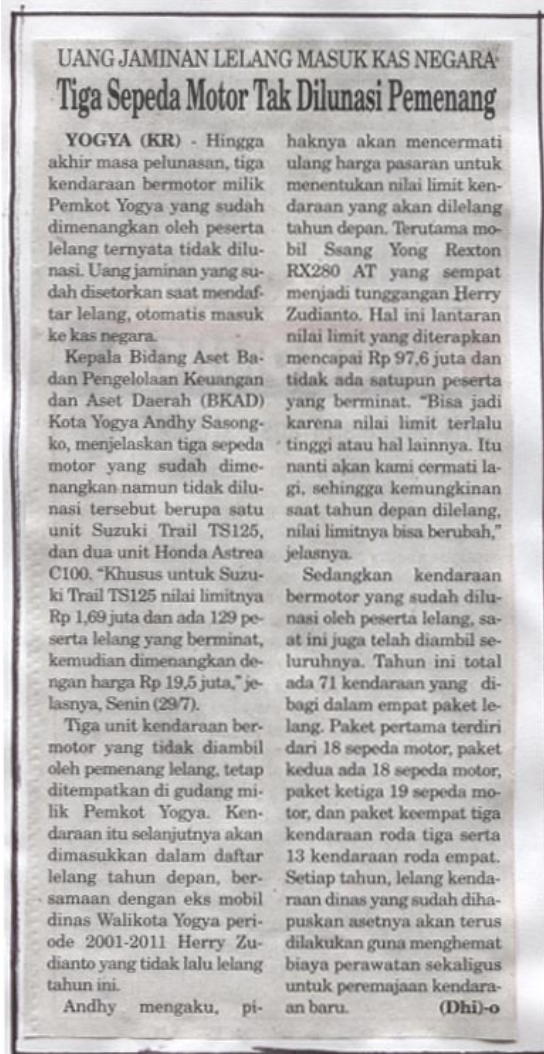 UANG JAMINAN LELANG MASUK KAS NEGARA
Tiga Sepeda Motor Tak Dilunasi Pemenang
YOGYA (KR) - Hingga
akhir masa pelunasan, tiga
kendaraan bermotor milik
Pemkot Yogya yang sudah
dimenangkan oleh peserta
lelang ternyata tidak dilu-
nasi. Uang jaminan yang su-
dah disetorkan saat mendaf-
tar lelang, otomatis masuk
ke kas negara.
Kepala Bidang Aset Ba-
dan Pengelolaan Keuangan
dan Aset Daerah (BKAD)
Kota Yogya Andhy Sasong-
ko, menjelaskan tiga sepeda
motor yang sudah dime-
nangkan namun tidak dilu-
nasi tersebut berupa satu
unit Suzuki Trail TS125,
dan dua unit Honda Astrea
C100. "Khusus untuk Suzu-
ki Trail TS125 nilai limitnya
Rp 1,69 juta dan ada 129 pe-
serta lelang yang berminat,
kemudian dimenangkan de-
ngan harga Rp 19,5 juta," je-
lasnya, Senin (29/7).
Tiga unit kendaraan ber-
motor yang tidak diambil
oleh pemenang lelang, tetap
ditempatkan di gudang mi-
lik Pemkot Yogya. Ken-
daraan itu selanjutnya akan
dimasukkan dalam daftar
lelang tahun depan, ber-
samaan dengan eks mobil
dinas Walikota Yogya peri-
ode 2001-2011 Herry Zu-
dianto yang tidak lalu lelang
tahun ini.
Andhy mengaku, pi-
haknya akan mencermati
ulang harga pasaran untuk
menentukan nilai limit ken-
daraan yang akan dilelang
tahun depan. Terutama mo-
bil Ssang Yong Rexton
RX280 AT yang sempat
menjadi tunggangan Herry
Zudianto. Hal ini lantaran
nilai limit yang diterapkan
mencapai Rp 97,6 juta dan
tidak ada satupun peserta
yang berminat. "Bisa jadi
karena nilai limit terlalu
tinggi atau hal lainnya. Itu
nanti akan kami cermati la-
gi, sehingga kemungkinan
saat tahun depan dilelang,
nilai limitnya bisa berubah,"
jelasnya.
Sedangkan kendaraan
bermotor yang sudah dilu-
nasi oleh peserta lelang, sa-
at ini juga telah diambil se-
luruhnya. Tahun ini total
ada 71 kendaraan yang di-
bagi dalam empat paket le-
lang. Paket pertama terdiri
dari 18 sepeda motor, paket
kedua ada 18 sepeda motor,
paket ketiga 19 sepeda mo-
tor, dan paket keempat tiga
kendaraan roda tiga serta
13 kendaraan roda empat.
Setiap tahun, lelang kenda-
raan dinas yang sudah diha-
puskan asetnya akan terus
dilakukan guna menghemat
biaya perawatan sekaligus
untuk peremajaan kendara-
an baru. (Dhi)-o